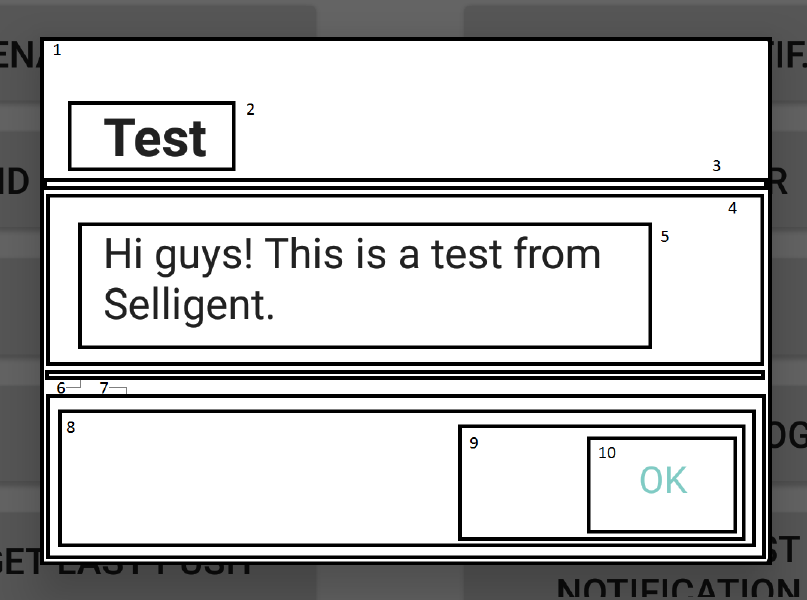 1
ENA
TIF.
Test
2
3
ND
R
4
Hi guys! This is a test from
5
Selligent.
6
7
8
9
10
OK
OG
GET LAST PUSH
ST
NOTIFICATION